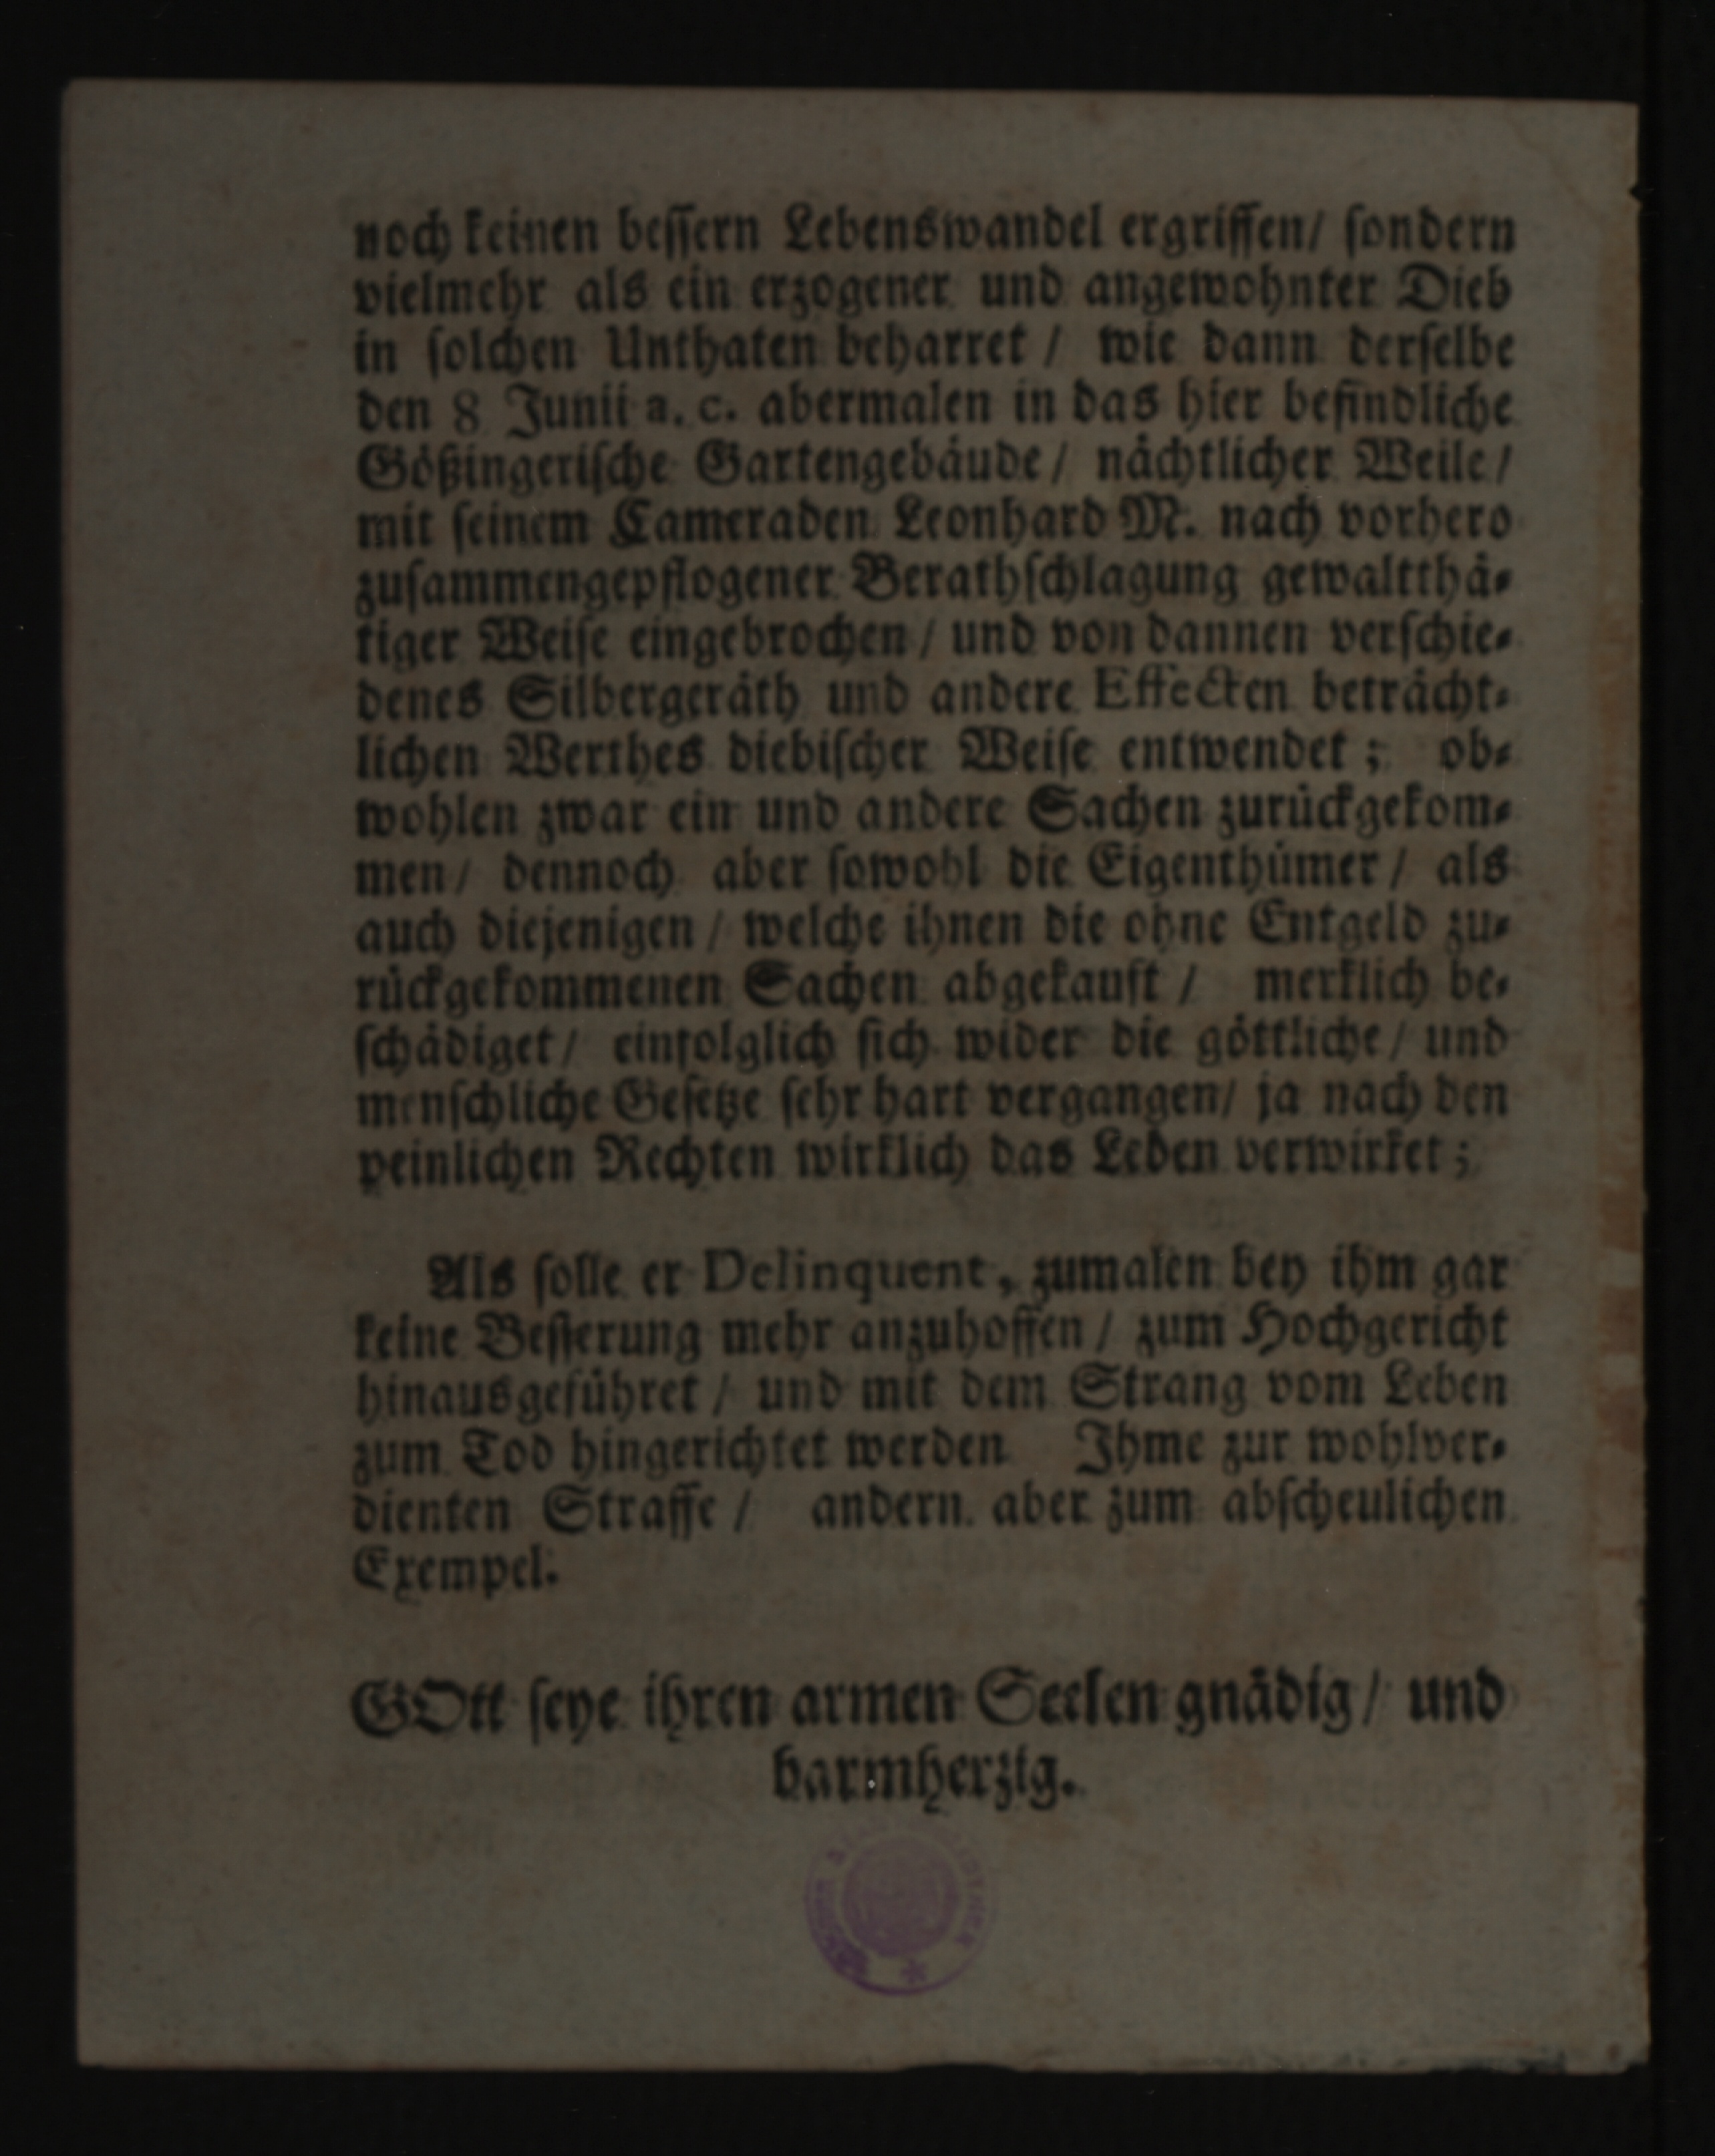 noch keinen beſſern Lebenswandel ergriffen/ ſondern
vielmehr als ein erzogener und angewohnter Dieb
in ſolchen Unthaten beharret / wie dann derſelbe
den 8 Junii a. c. abermalen in das hier befindliche
Gößingeriſche Gartengebäude/ nächtlicher Weile/
mit ſeinem Cameraden Leonhard M. nach vorhero
zuſammengepflogener Berathſchlagung gewaltthä-
tiger Weiſe eingebrochen / und von dannen verſchie-
denes Silbergeräth und andere Effecten beträcht-
lichen Werthes diebiſcher Weiſe entwendet ; ob-
wohlen zwar ein und andere Sachen zurückgekom-
men / dennoch aber ſowohl die Eigenthümer / als
auch diejenigen / welche ihnen die ohne Entgeld zu-
rückgekommenen Sachen abgekauft / merklich be-
ſchädiget / einfolglich ſich wider die göttliche / und
menſchliche Geſetze ſehr hart vergangen/ ja nach den
peinlichen Rechten wirklich das Leben verwirket ;
Als ſolle er Delinquent, zumalen bey ihm gar
keine Beſſerung mehr anzuhoffen / zum Hochgericht
hinausgeführet / und mit dem Strang vom Leben
zum Tod hingerichtet werden Ihme zur wohlver-
dienten Straffe / andern aber zum abſcheulichen
Exempel.
GOtt ſeye ihren armen Seelen gnädig / und
barmherzig.